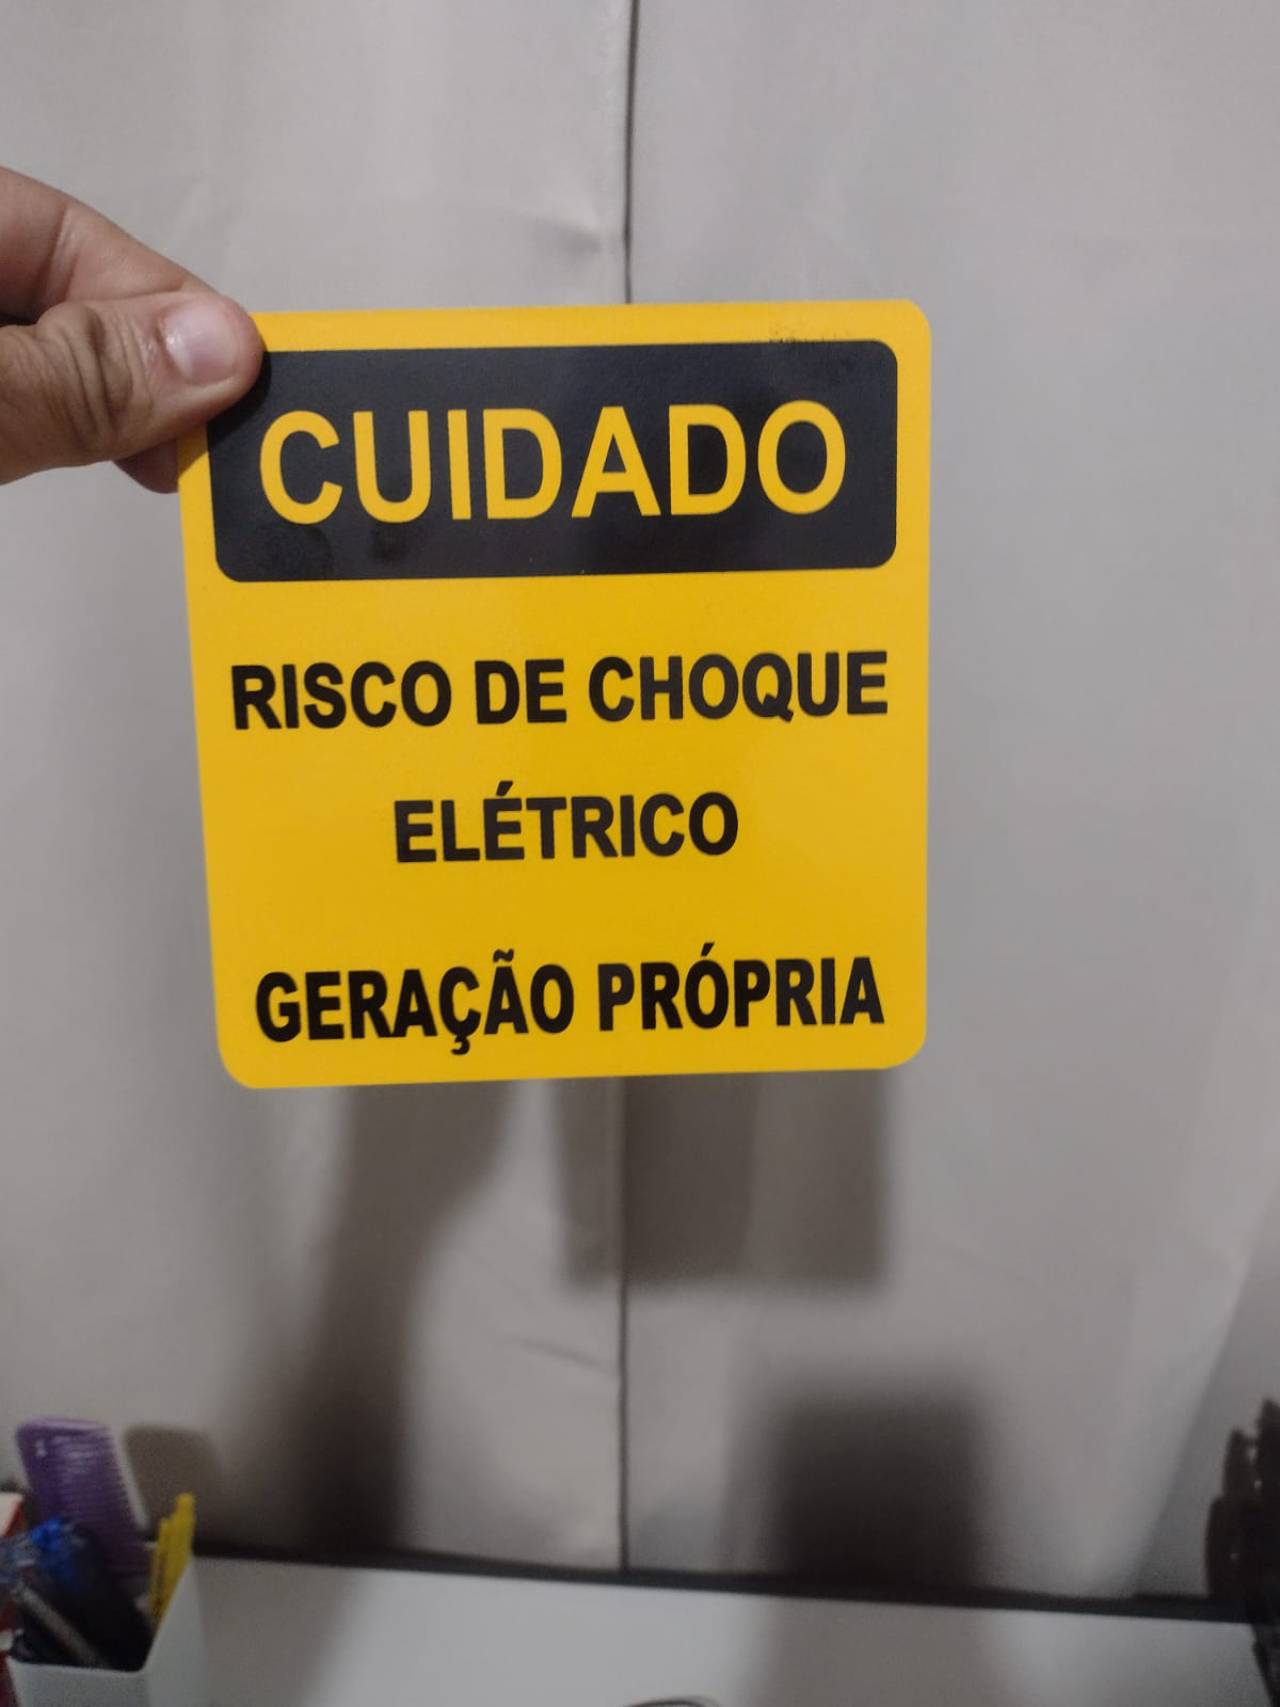 CUIDADO
RISCO DE CHOQUE
ELÉTRICO
GERAÇÃO PRÓPRIA